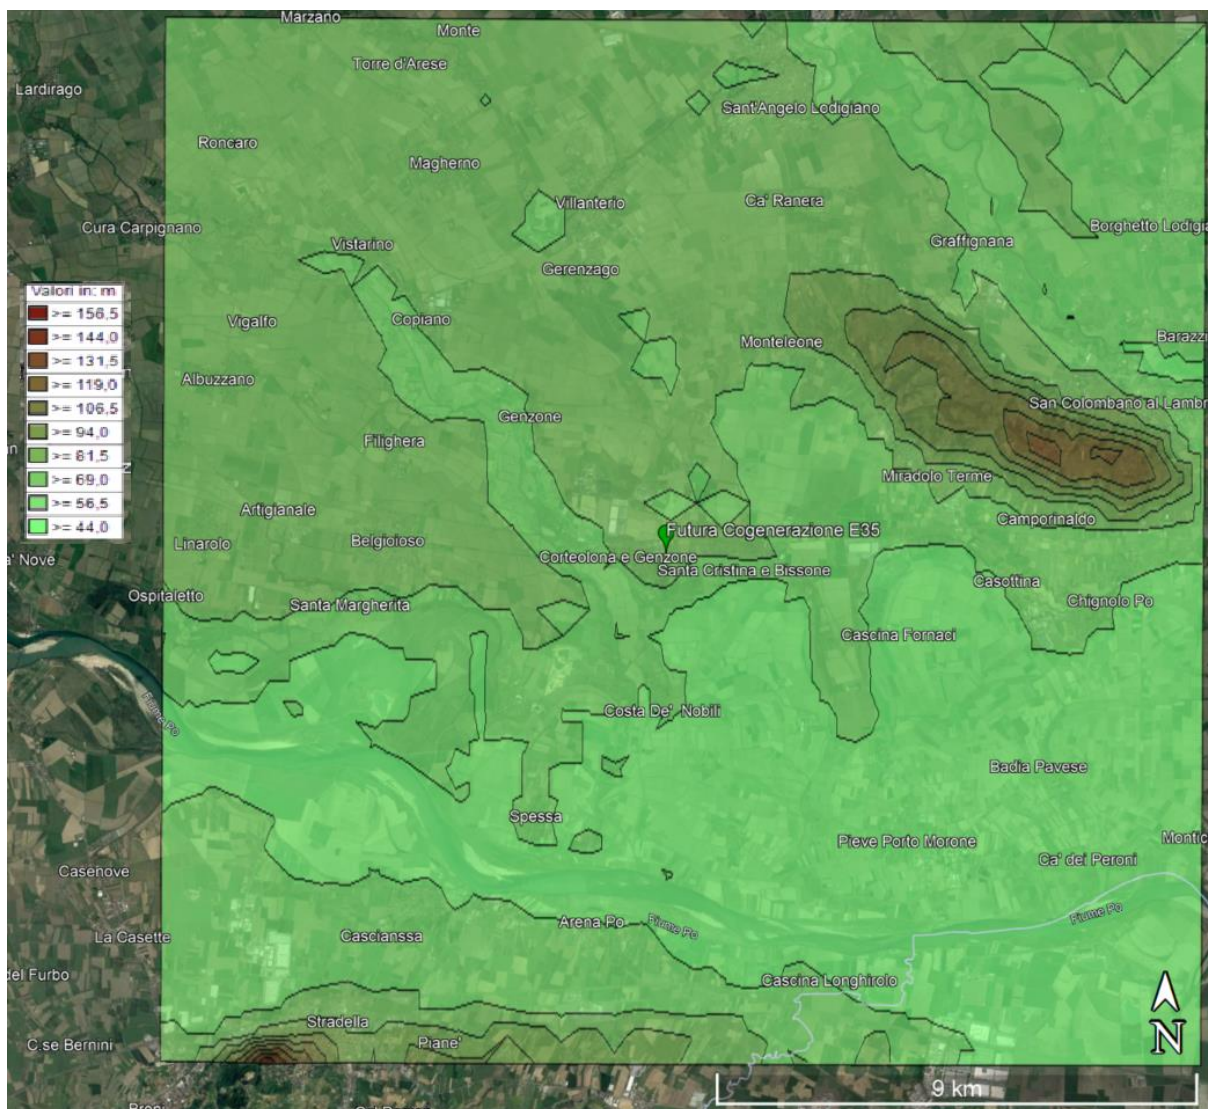 Marzano
Monte
Torre d'Arese
Lardirago
Sant'Angelo Lodigiano
Roncaro
Magherno
Villanterio
Ca' Ranera
Cura Carpignano
Vistarino
Graffignana
Borghetto Lodigia
Gerenzago
Valori in: m
>= 156,5
>= 144,0
>= 131,5
>= 119,0
>= 106,5
>= 94,0
>= 81,5
>= 69,0
>= 56,5
>= 44,0
Vigalfo
Copiano
Monteleone
Barazzi
Albuzzano
Genzone
San Colombano al Lambr
Filighera
Miradolo Terme
Artigianale
Camporinaldo
Futura Cogenerazione E35
Linarolo
Belgioioso
Corteolona e Genzone
a' Nove
Santa Cristina e Bissone
Casottina
Ospitaletto
Santa Margherita
Chignolo Po
Cascina Fornaci
Fiume Po
Costa De' Nobili
Badia Pavese
Spessa
Pieve Porto Morone
Montic
Ca' dei Peroni
Casenove
Arena Po
Fiume Po
Fiume Po
La Casette
Cascianssa
del Furbo
Cascina Longhirolo
Stradella
Piane'
C.se Bernini
N
9 km